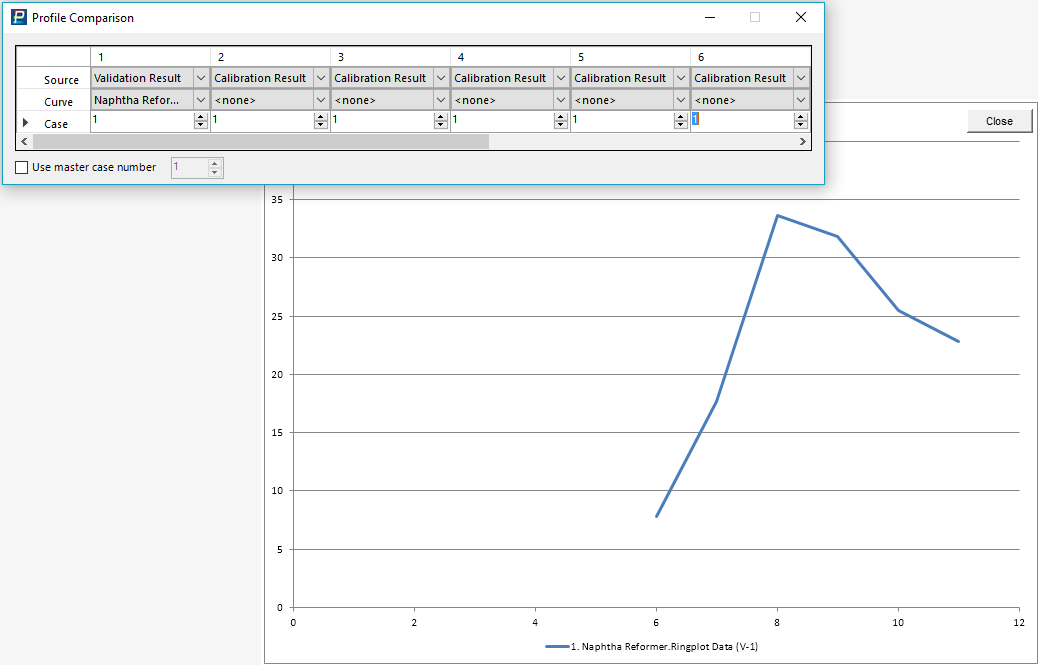 Profile Comparison
1 2 3 4 5 6
Source Validation Result Calibration Result Calibration Result Calibration Result Calibration Result Calibration Result
Curve Naphtha Refor... <none> <none> <none> <none> <none>
Case 1 1 1 1 1 1
Use master case number 1
Close
35
30
25
20
15
10
5
0
0 2 4 6 8 10 12
1. Naphtha Reformer.Ringplot Data (V-1)